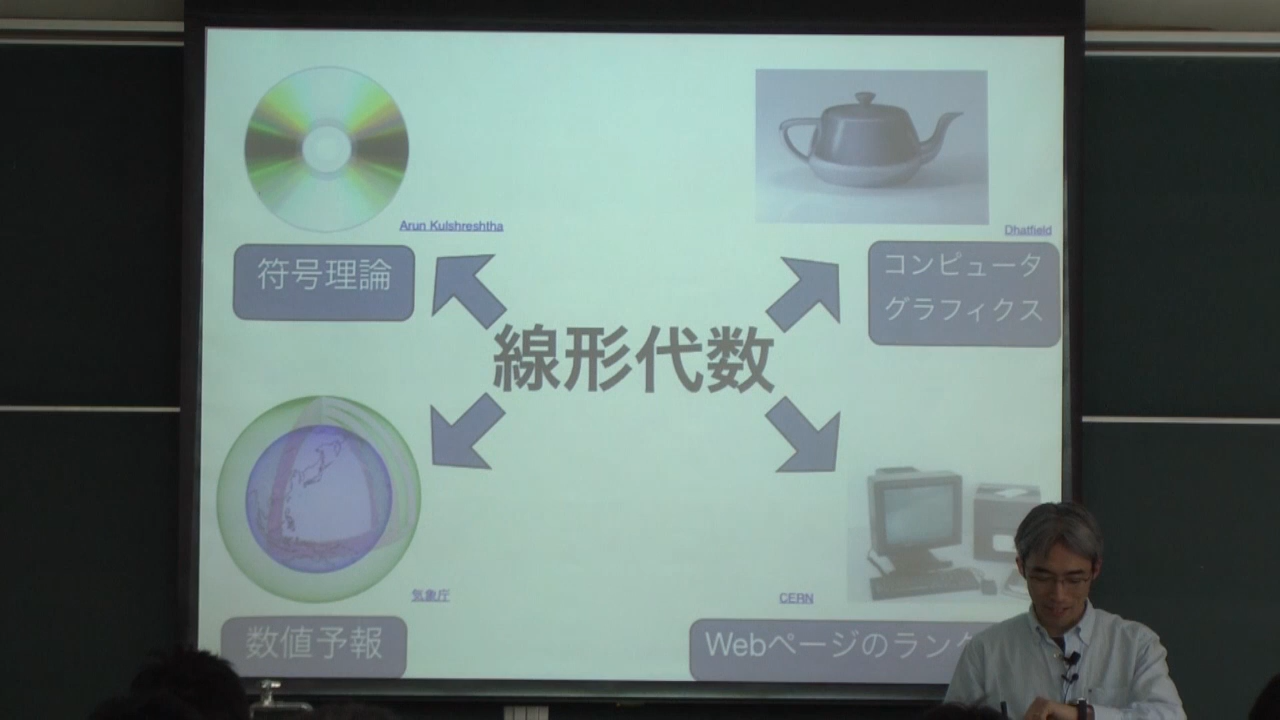 Arun Kulshreshtha
Dhatfield
符号理論
コンピュータ
グラフィクス
線形代数
気象庁
CERN
数値予報
Webページのラン